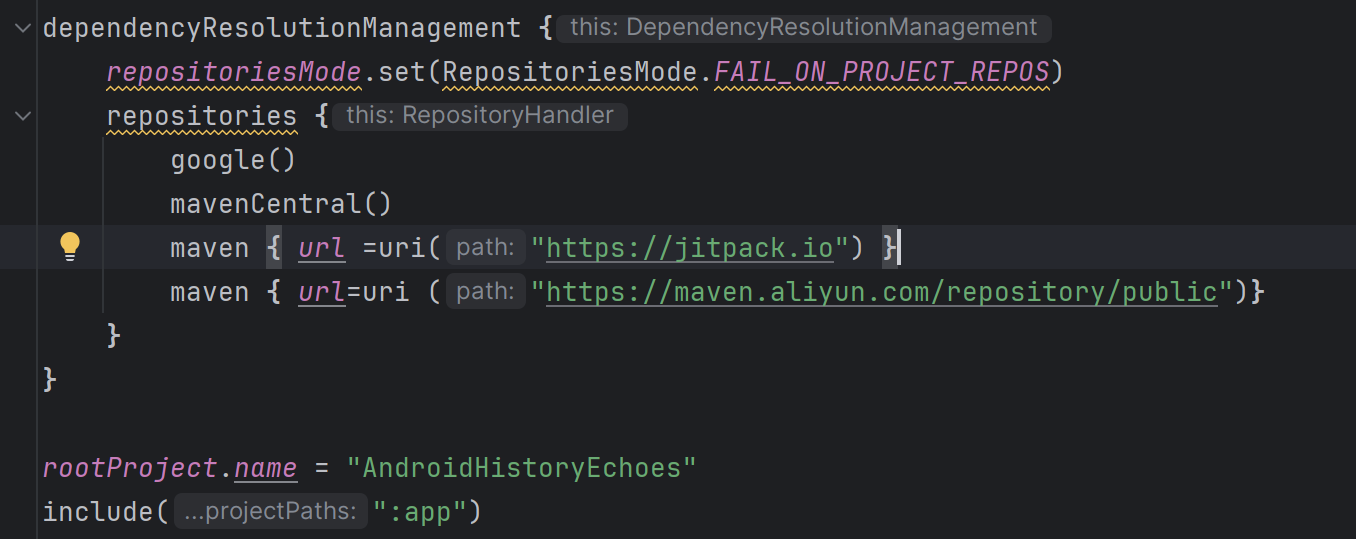 dependencyResolutionManagement { this: DependencyResolutionManagement
repositoriesMode.set(RepositoriesMode.FAIL_ON_PROJECT_REPOS)
repositories { this: RepositoryHandler
google()
mavenCentral()
maven { url =uri( path: "https://jitpack.io") }
maven { url=uri ( path: "https://maven.aliyun.com/repository/public")}
}
}
rootProject.name = "AndroidHistoryEchoes"
include( ...projectPaths: ":app")